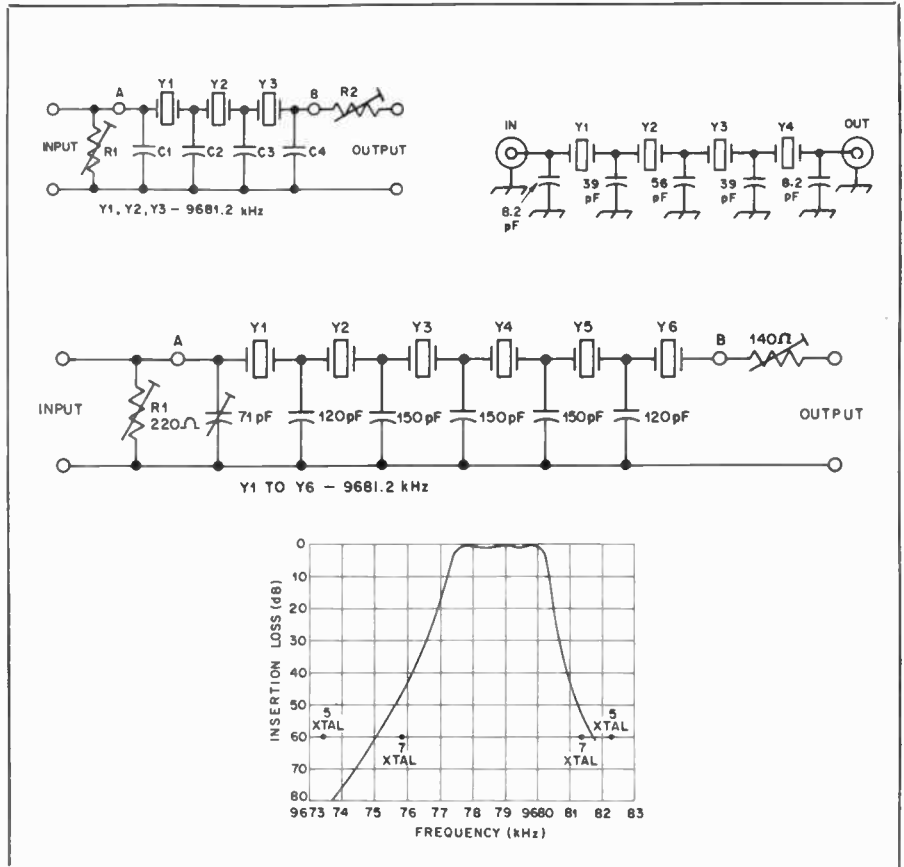 A Y1 Y2 Y3 B R2
INPUT R1 C1 C2 C3 C4 OUTPUT
Y1, Y2, Y3 – 9681.2 kHz
IN Y1 Y2 Y3 Y4 OUT
8.2 pF 39 pF 56 pF 39 pF 8.2 pF
A Y1 Y2 Y3 Y4 Y5 Y6 B 140Ω
INPUT R1 220Ω 71pF 120pF 150pF 150pF 150pF 120pF OUTPUT
Y1 TO Y6 – 9681.2 kHz
INSERTION LOSS (dB)
0
10
20
30
40
50
60
70
80
5 XTAL
7 XTAL
7 XTAL
5 XTAL
9673 74 75 76 77 78 79 9680 81 82 83
FREQUENCY (kHz)